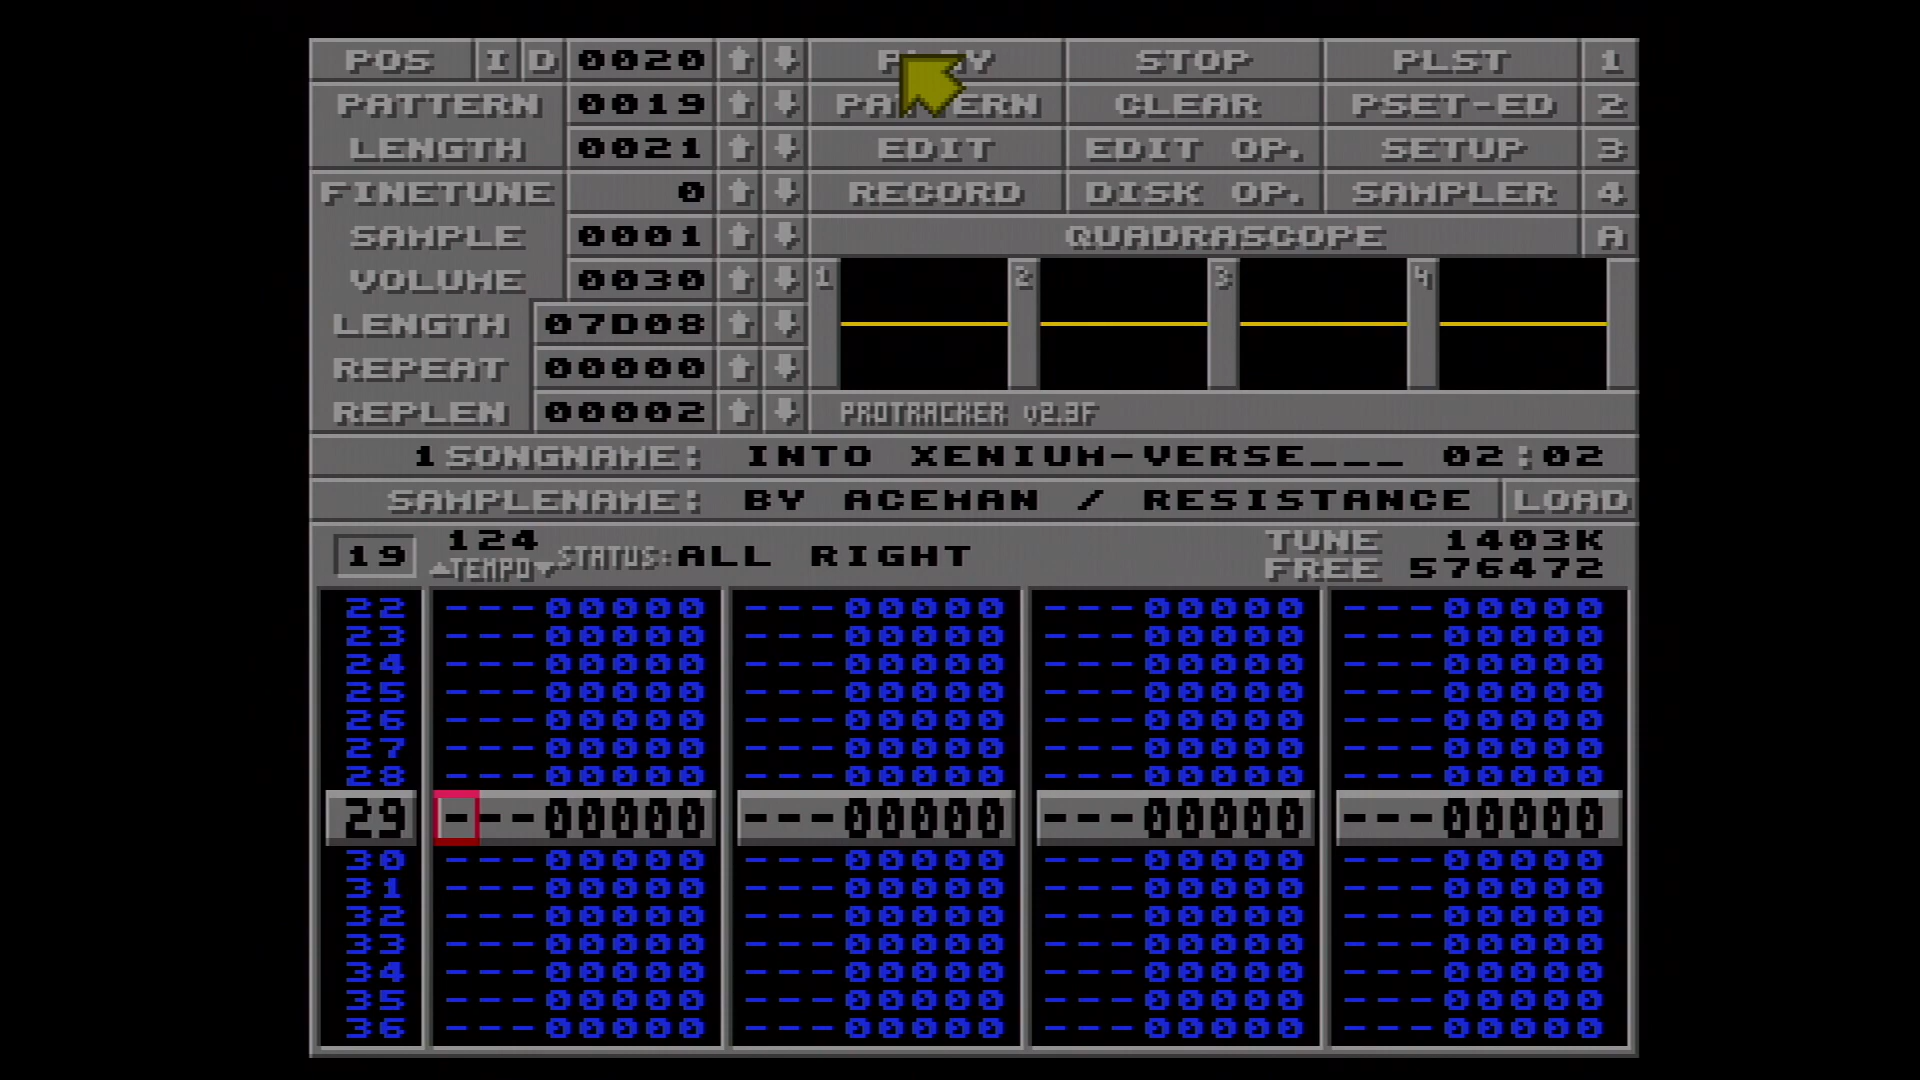 POS I D 0020 PLAY STOP PLST 1
PATTERN 0019 PATTERN CLEAR PSET-ED 2
LENGTH 0021 EDIT EDIT OP. SETUP 3
FINETUNE 0 RECORD DISK OP. SAMPLER 4
SAMPLE 0001 QUADRASCOPE A
VOLUME 0030 1 2 3 4
LENGTH 07D08
REPEAT 00000
REPLEN 00002 PROTRACKER v2.3F
1 SONGNAME: INTO XENIUM-VERSE___ 02:02
SAMPLENAME: BY ACEMAN / RESISTANCE LOAD
19 124 TEMPO STATUS: ALL RIGHT TUNE 1403K
FREE 576472
22 ---00000 ---00000 ---00000 ---00000
23 ---00000 ---00000 ---00000 ---00000
24 ---00000 ---00000 ---00000 ---00000
25 ---00000 ---00000 ---00000 ---00000
26 ---00000 ---00000 ---00000 ---00000
27 ---00000 ---00000 ---00000 ---00000
28 ---00000 ---00000 ---00000 ---00000
29 ---00000 ---00000 ---00000 ---00000
30 ---00000 ---00000 ---00000 ---00000
31 ---00000 ---00000 ---00000 ---00000
32 ---00000 ---00000 ---00000 ---00000
33 ---00000 ---00000 ---00000 ---00000
34 ---00000 ---00000 ---00000 ---00000
35 ---00000 ---00000 ---00000 ---00000
36 ---00000 ---00000 ---00000 ---00000